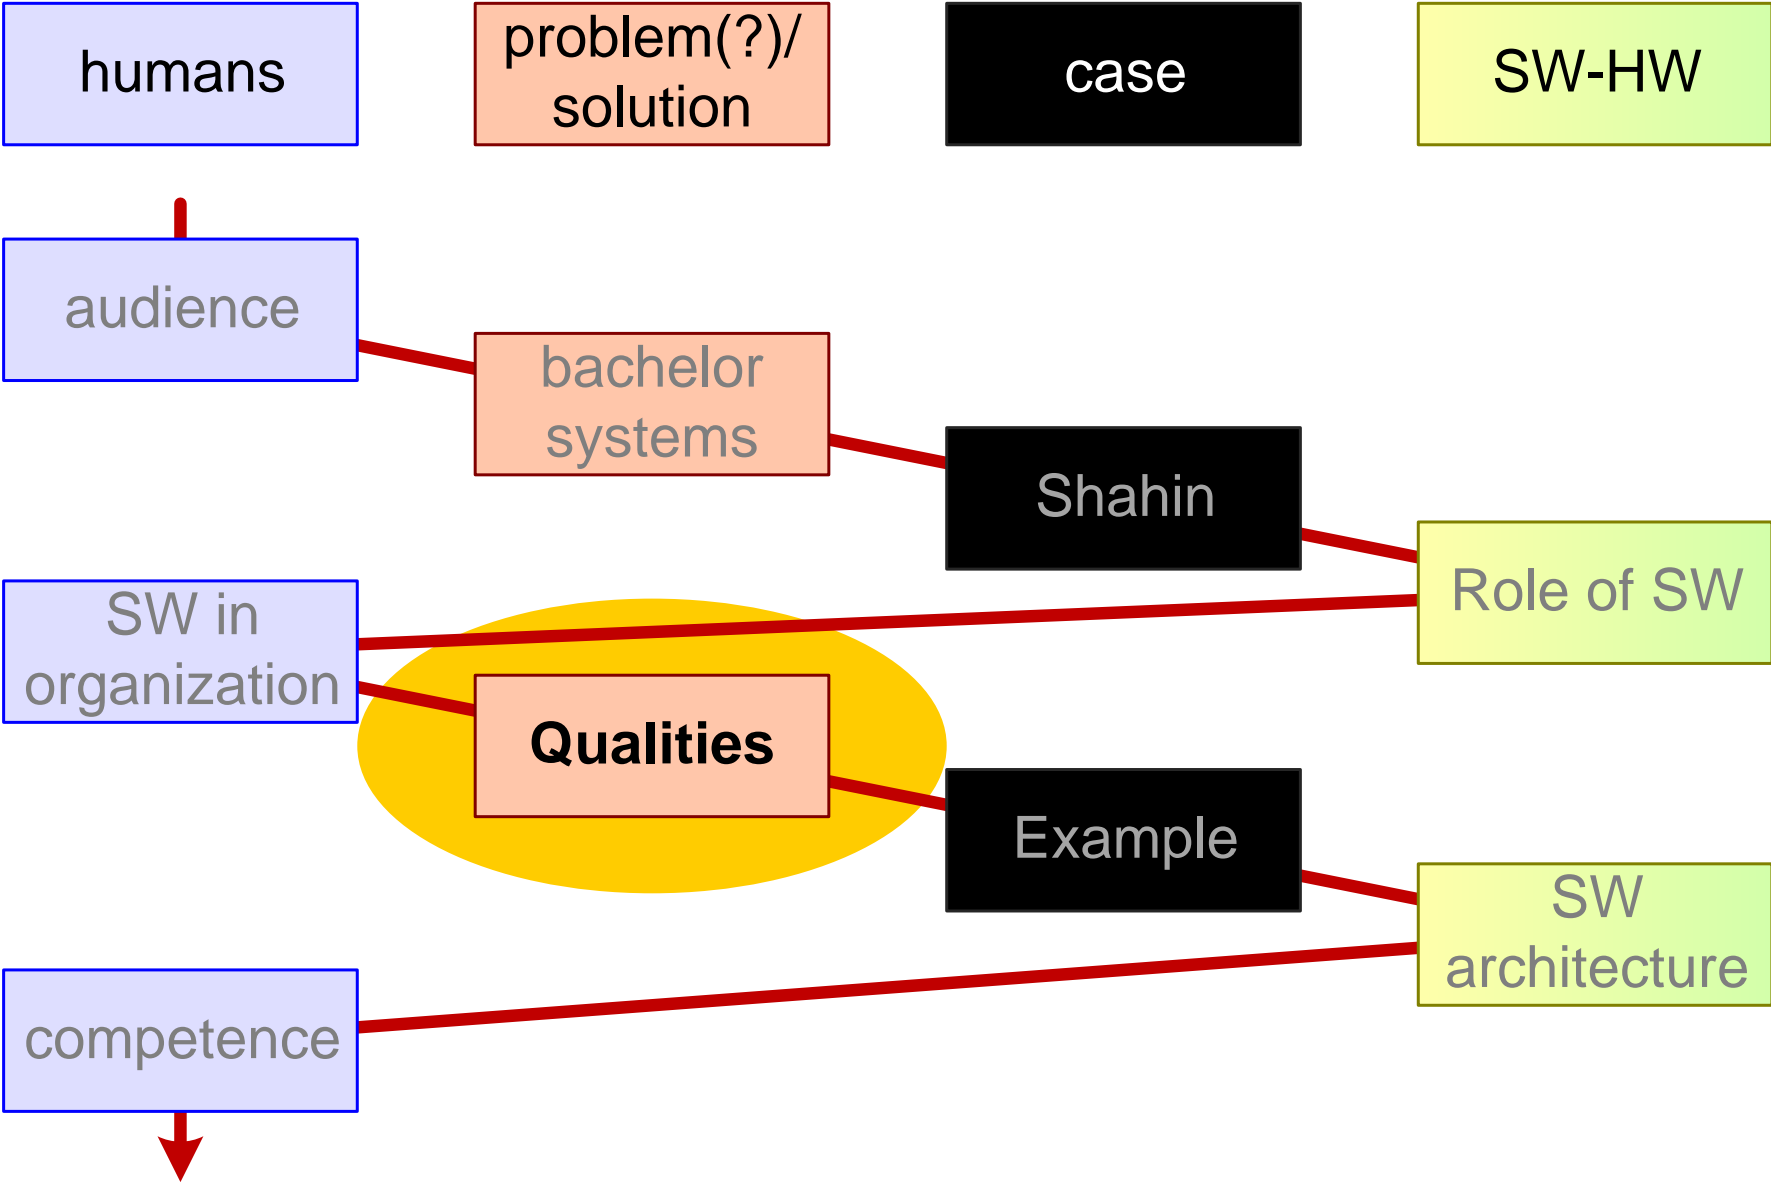 humans
problem(?)/
solution
case
SW-HW
audience
bachelor
systems
Shahin
Role of SW
SW in
organization
Qualities
Example
SW
architecture
competence